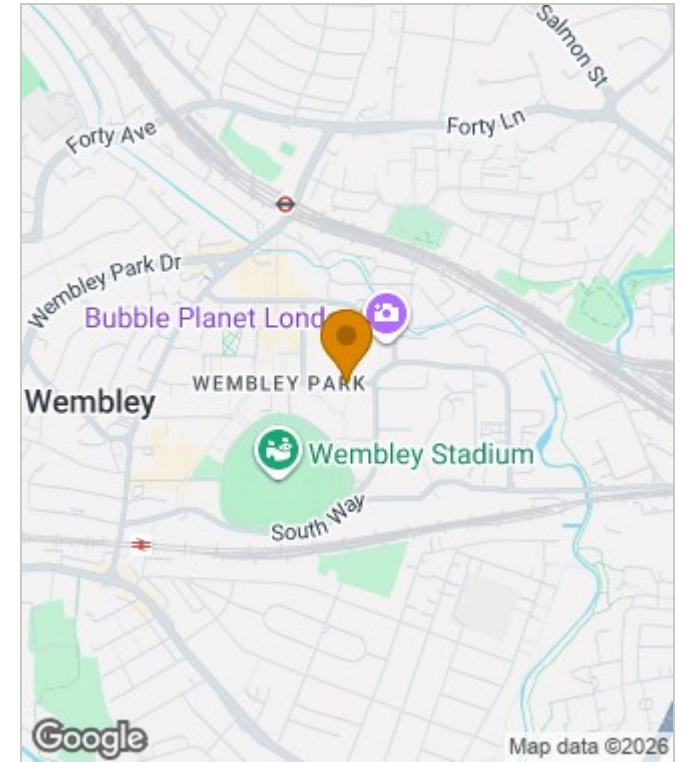 Salmon St
Forty Ave
Forty Ln
Wembley Park Dr
Bubble Planet Lond
WEMBLEY PARK
Wembley
Wembley Stadium
South Way
Google
Map data ©2026